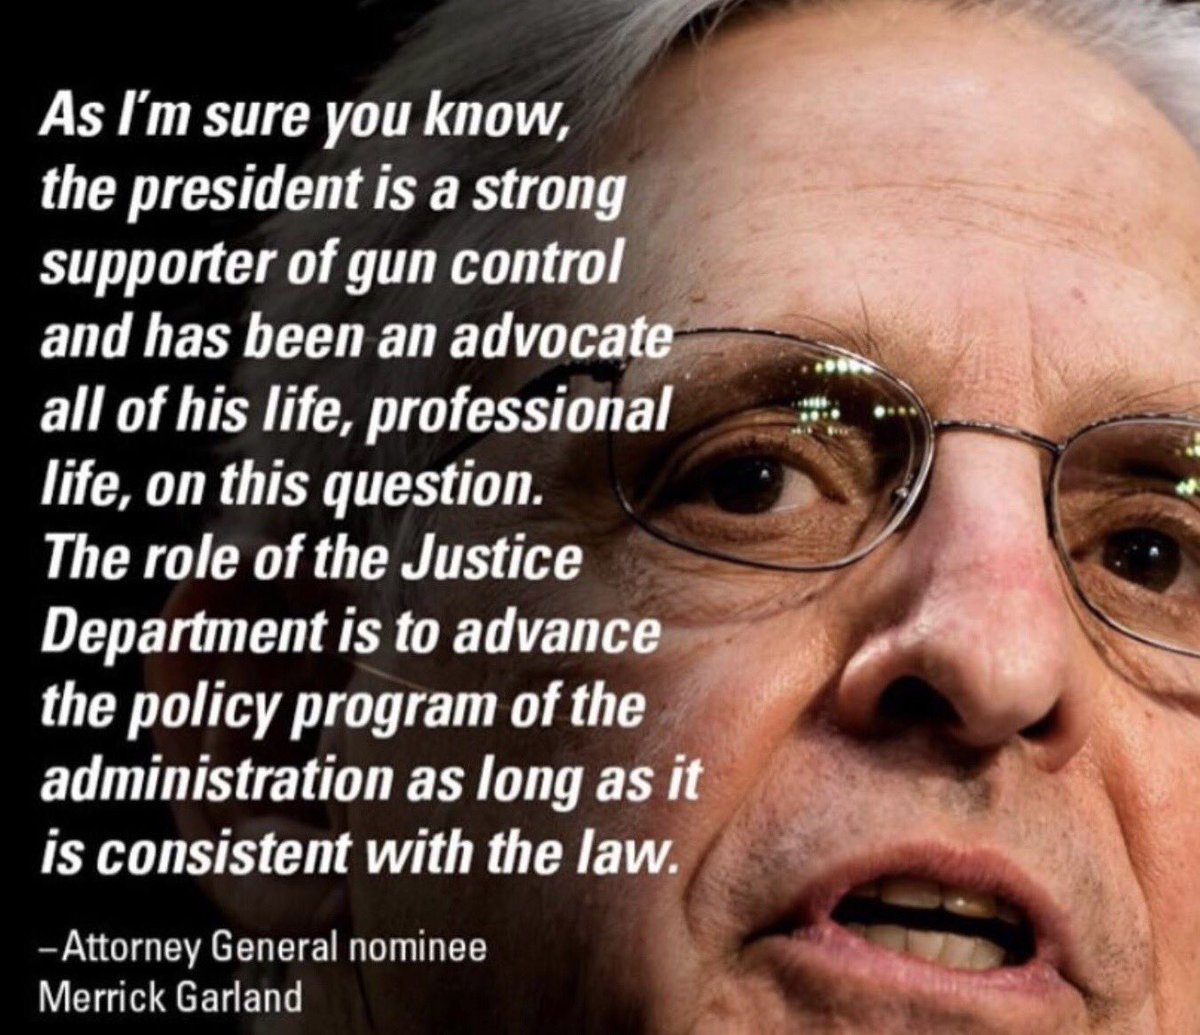 As I'm sure you know,
the president is a strong
supporter of gun control
and has been an advocate
all of his life, professional
life, on this question.
The role of the Justice
Department is to advance
the policy program of the
administration as long as it
is consistent with the law.
–Attorney General nominee
Merrick Garland